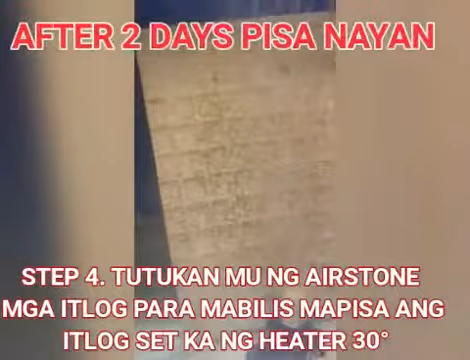 AFTER 2 DAYS PISA NAYAN
STEP 4. TUTUKAN MU NG AIRSTONE
MGA ITLOG PARA MABILIS MAPISA ANG
ITLOG SET KA NG HEATER 30°